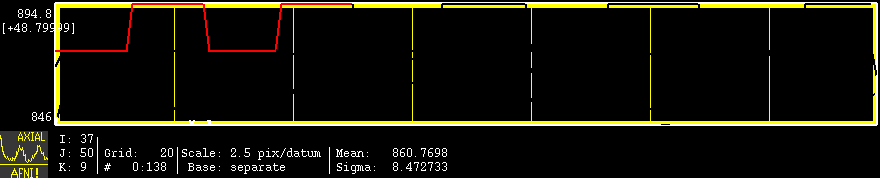 894.8
[+48.79999]
846
AXIAL
AFNI!
I: 37
J: 50
K: 9
Grid: 20
# 0:138
Scale: 2.5 pix/datum
Base: separate
Mean: 860.7698
Sigma: 8.472733